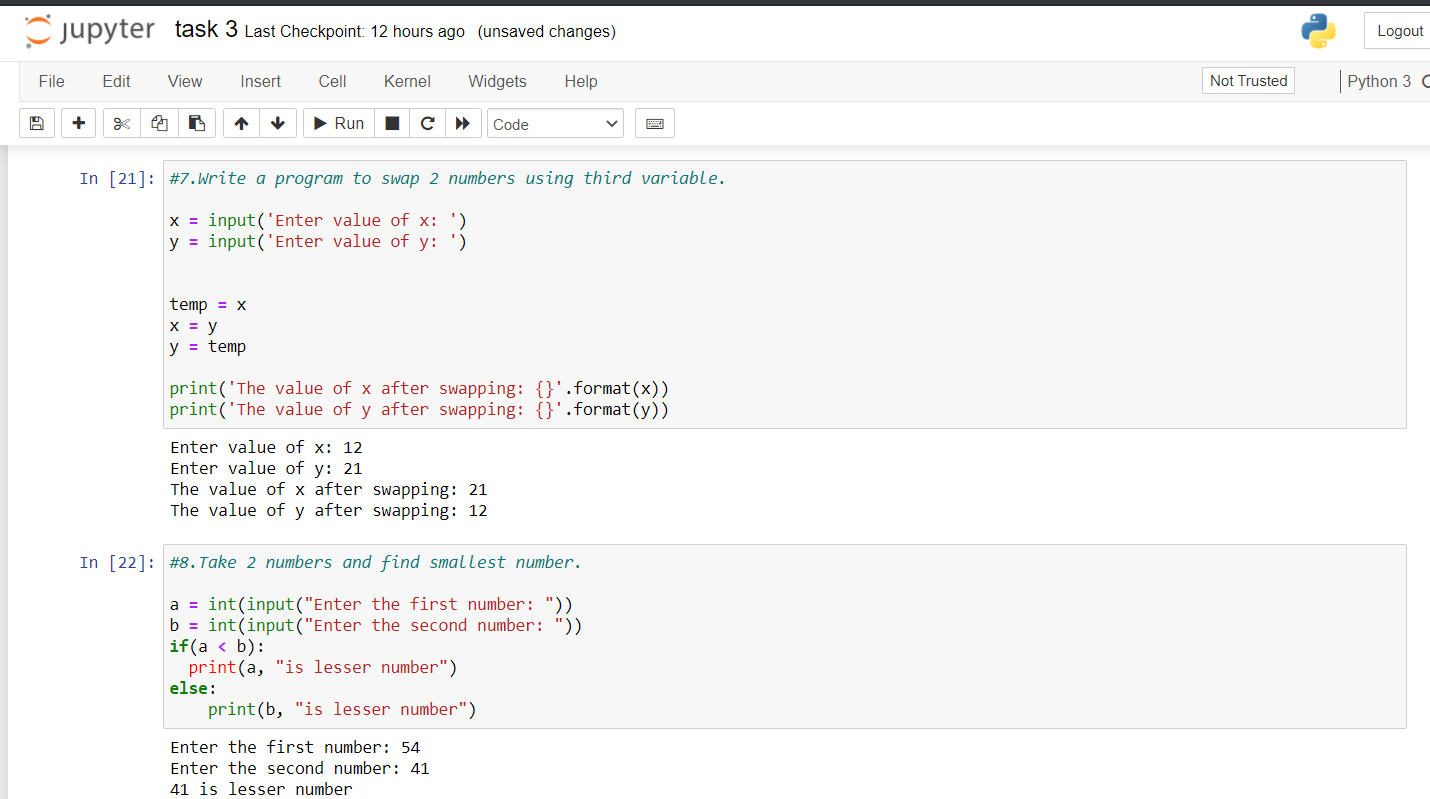 jupyter task 3 Last Checkpoint: 12 hours ago (unsaved changes) Logout
File Edit View Insert Cell Kernel Widgets Help Not Trusted Python 3
Run Code
In [21]: #7.Write a program to swap 2 numbers using third variable.
x = input('Enter value of x: ')
y = input('Enter value of y: ')
temp = x
x = y
y = temp
print('The value of x after swapping: {}'.format(x))
print('The value of y after swapping: {}'.format(y))
Enter value of x: 12
Enter value of y: 21
The value of x after swapping: 21
The value of y after swapping: 12
In [22]: #8.Take 2 numbers and find smallest number.
a = int(input("Enter the first number: "))
b = int(input("Enter the second number: "))
if(a < b):
  print(a, "is lesser number")
else:
    print(b, "is lesser number")
Enter the first number: 54
Enter the second number: 41
41 is lesser number